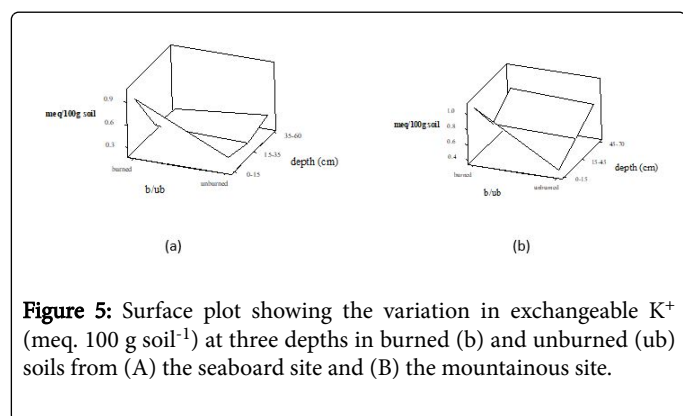 0.9
meq/100g soil
0.6
0.3
burned
b/ub
unburned
0-15
15-35
35-60
depth (cm)
(a)
1.0
meq/100g soil
0.8
0.6
0.4
burned
b/ub
unburned
0-15
15-45
45-70
depth (cm)
(b)
Figure 5: Surface plot showing the variation in exchangeable K⁺
(meq. 100 g soil⁻¹) at three depths in burned (b) and unburned (ub)
soils from (A) the seaboard site and (B) the mountainous site.